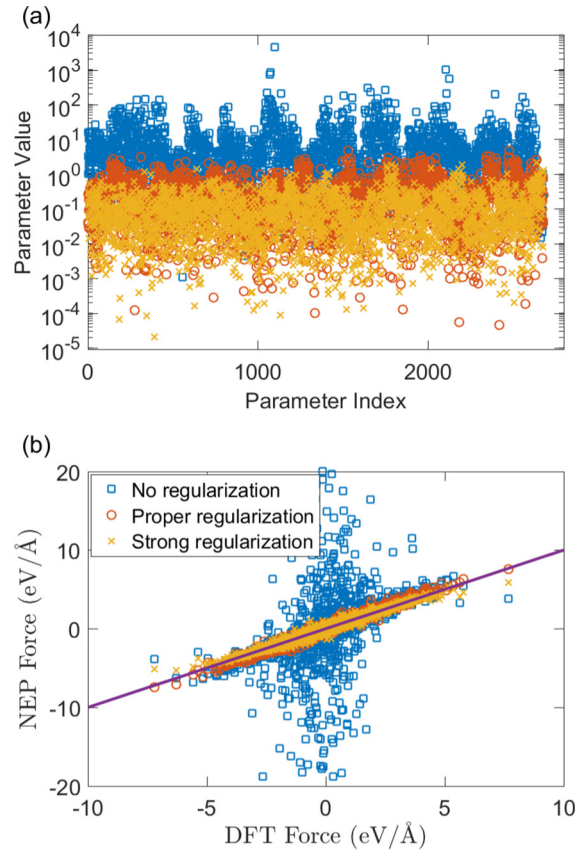 (a)
10^4
10^3
10^2
10^1
10^0
10^-1
10^-2
10^-3
10^-4
10^-5
Parameter Value
0 1000 2000
Parameter Index
(b)
20
10
0
-10
-20
NEP Force (eV/Å)
No regularization
Proper regularization
Strong regularization
-10 -5 0 5 10
DFT Force (eV/Å)